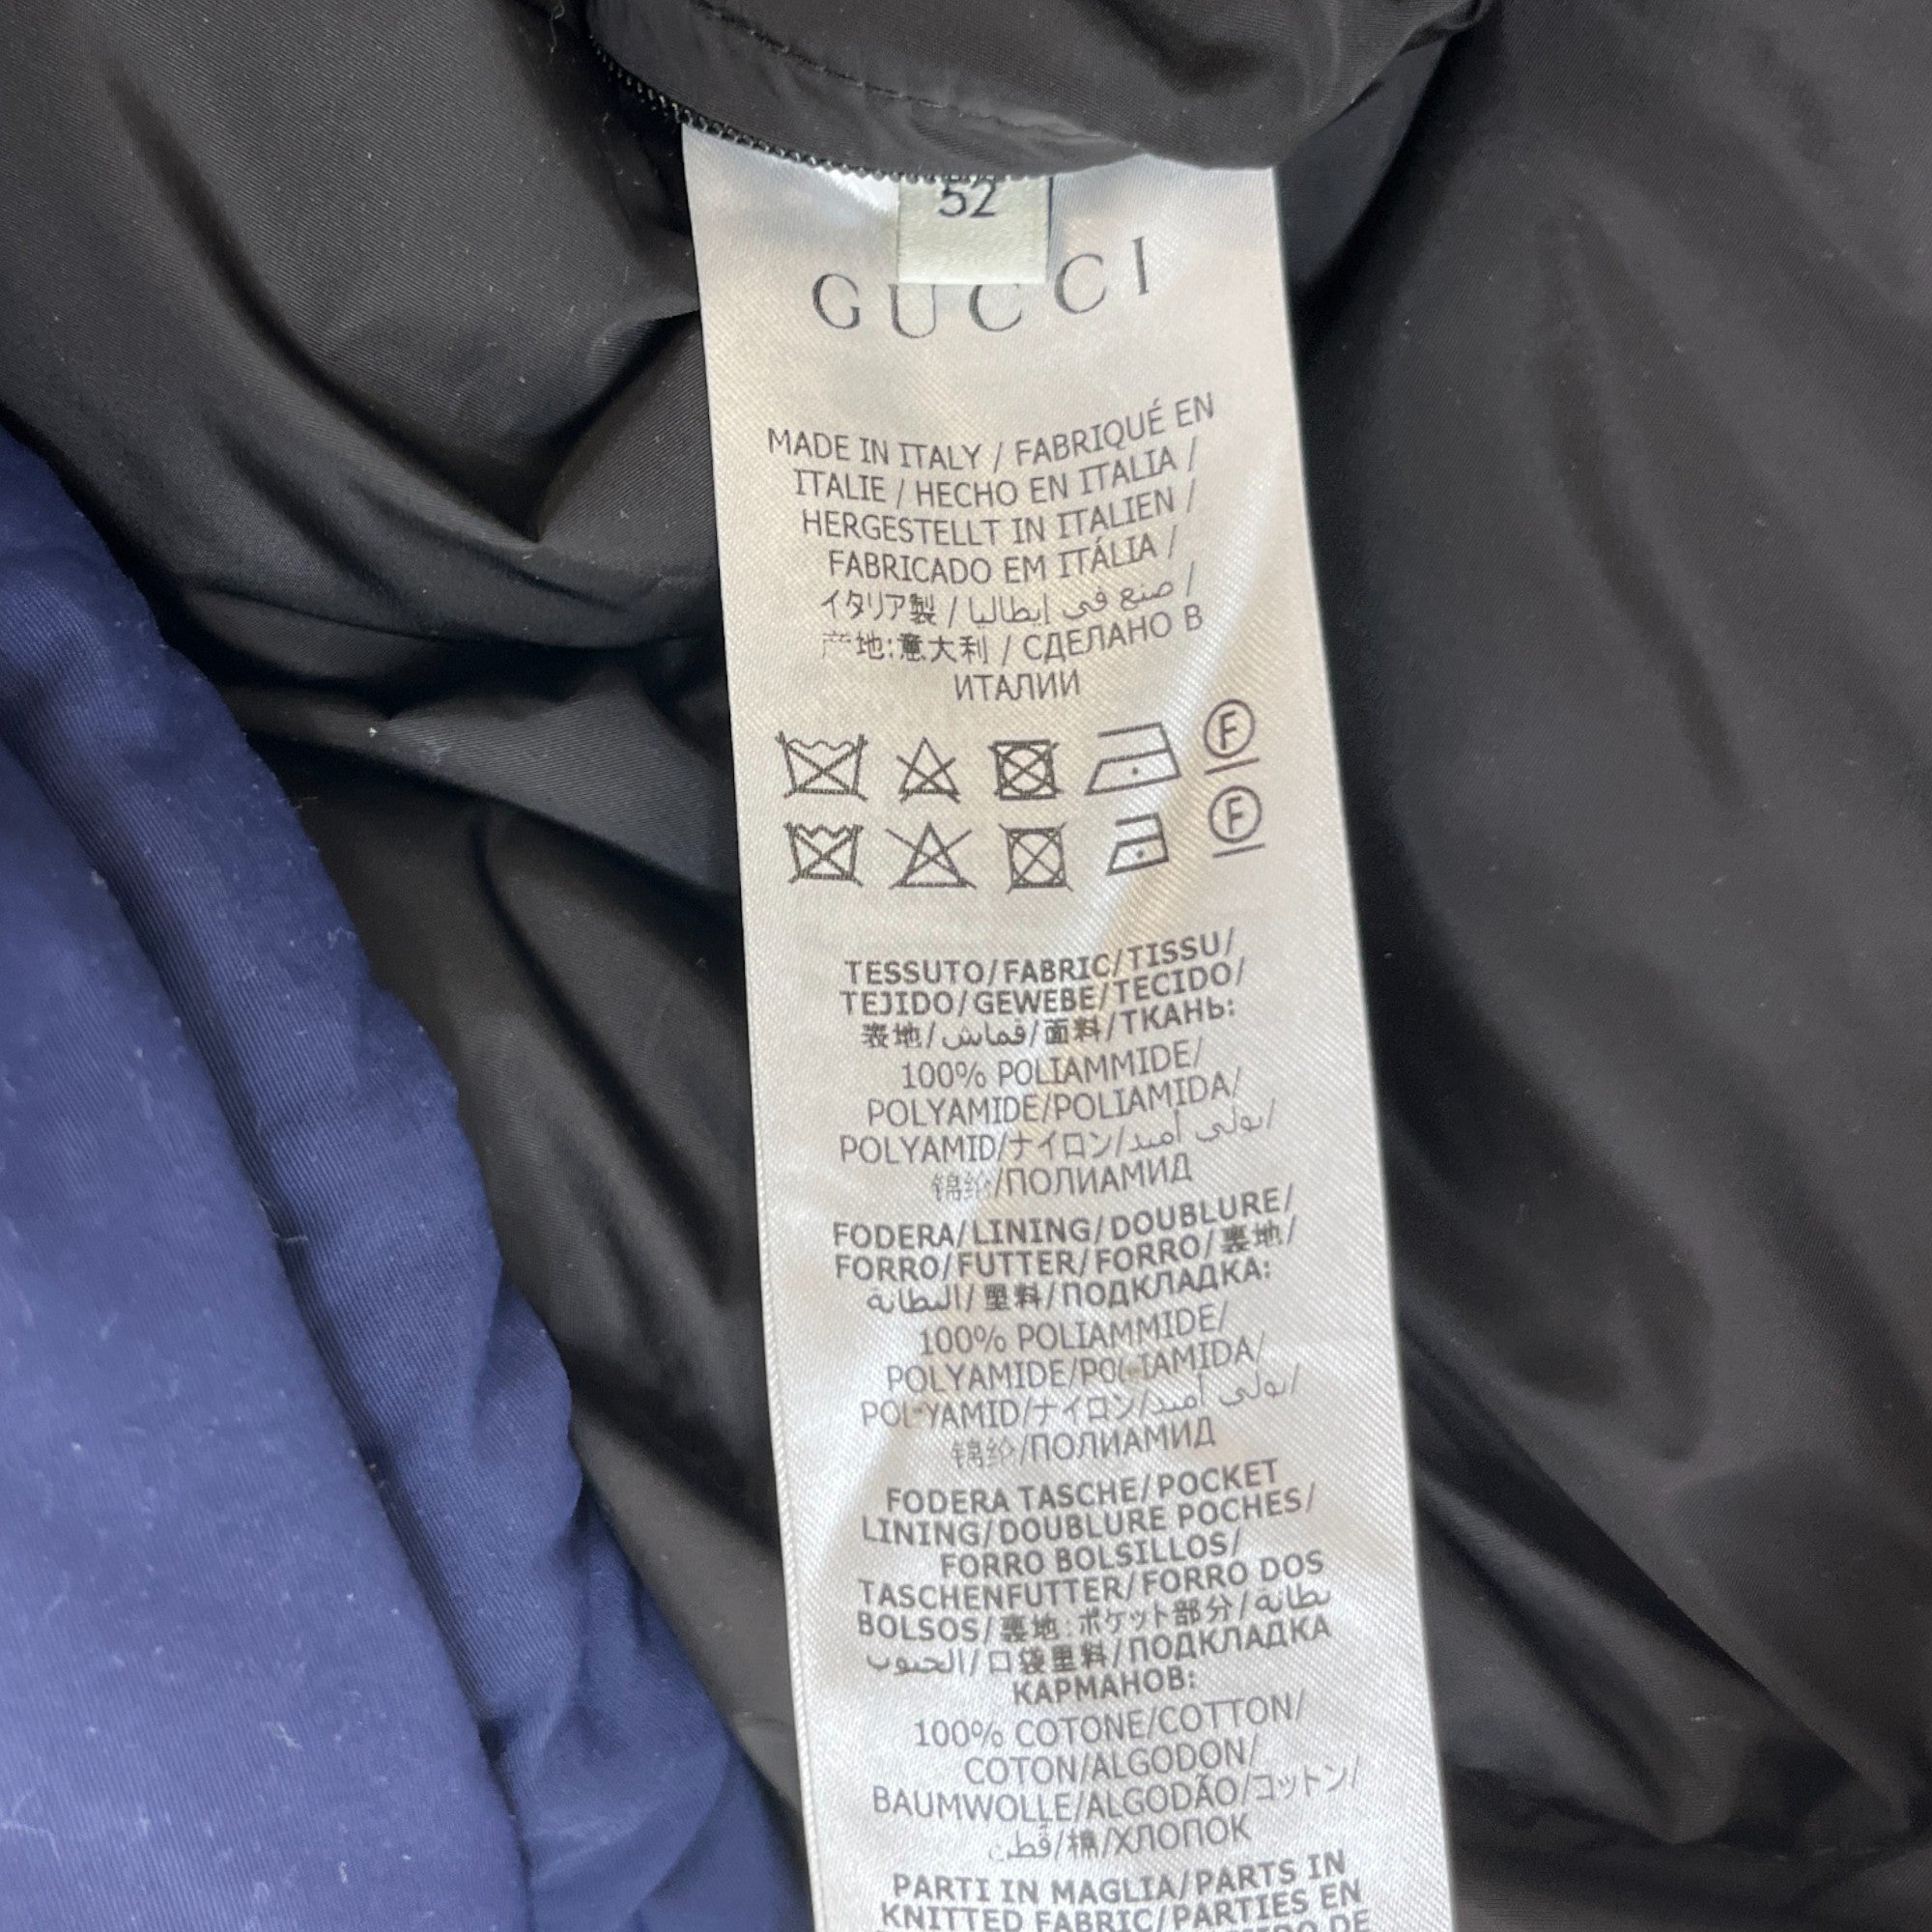 52
GUCCI
MADE IN ITALY / FABRIQUÉ EN
ITALIE / HECHO EN ITALIA /
HERGESTELLT IN ITALIEN /
FABRICADO EM ITÁLIA /
イタリア製 / صنع في إيطاليا /
产地:意大利 / СДЕЛАНО В
ИТАЛИИ
F
F
TESSUTO/FABRIC/TISSU/
TEJIDO/GEWEBE/TECIDO/
表地/قماش/面料/ТКАНЬ:
100% POLIAMMIDE/
POLYAMIDE/POLIAMIDA/
POLYAMID/ナイロン/بولي أميد/
锦纶/ПОЛИАМИД
FODERA/LINING/DOUBLURE/
FORRO/FUTTER/FORRO/裏地/
البطانة/里料/ПОДКЛАДКА:
100% POLIAMMIDE/
POLYAMIDE/POLIAMIDA/
POLYAMID/ナイロン/بولي أميد/
锦纶/ПОЛИАМИД
FODERA TASCHE/POCKET
LINING/DOUBLURE POCHES/
FORRO BOLSILLOS/
TASCHENFUTTER/FORRO DOS
BOLSOS/裏地:ポケット部分/بطانة
الجيوب/口袋里料/ПОДКЛАДКА
КАРМАНОВ:
100% COTONE/COTTON/
COTON/ALGODON/
BAUMWOLLE/ALGODÃO/コットン/
قطن/棉/ХЛОПОК
PARTI IN MAGLIA/PARTS IN
KNITTED FABRIC/PARTIES EN
DE